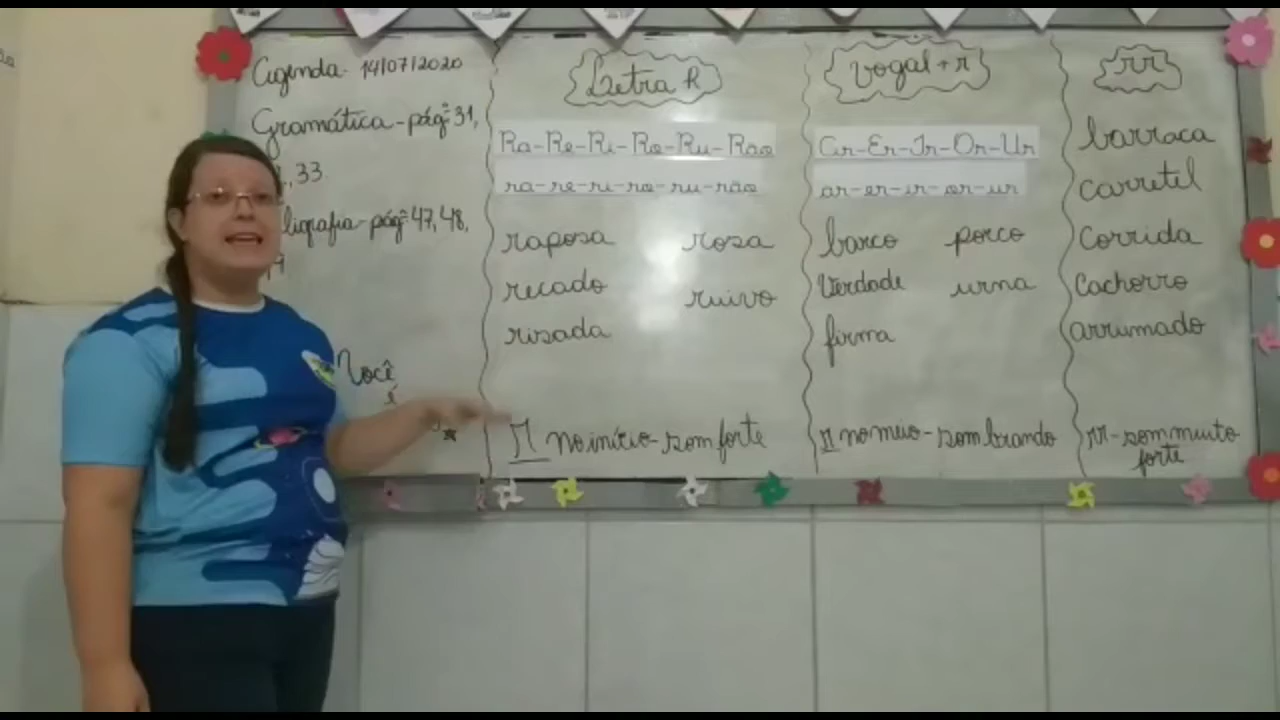 Agenda - 14/07/2020
Gramática - págs 31,
, 33
ligrafia - págs 47, 48,
Você
é
Letra R
Ra-Re-Ri-Ro-Ru-Rão
ra-re-ri-ro-ru-rão
raposa rosa
recado ruivo
risada
r no início - som forte
vogal + r
Ar-Er-Ir-Or-Ur
ar-er-ir-or-ur
barco porco
verdade urna
firma
r no meio - som brando
rr
barraca
carretel
corrida
cachorro
arrumado
rr - som muito
forte